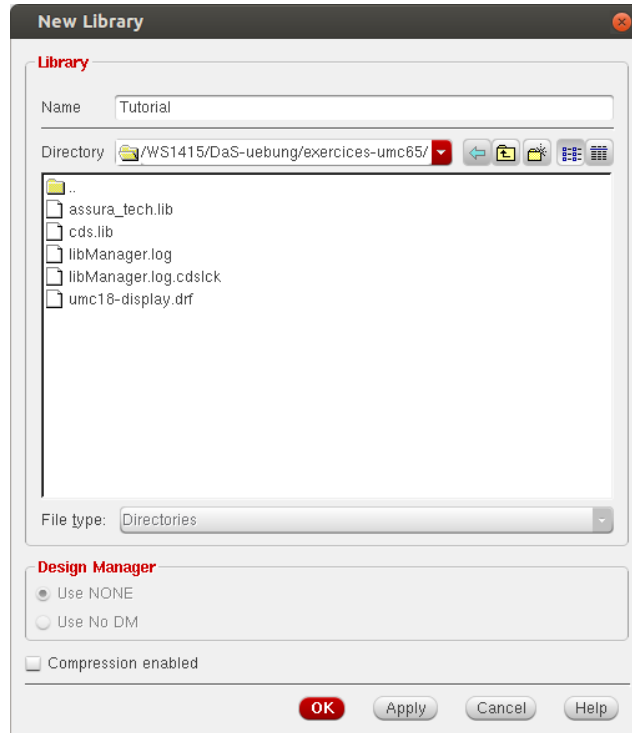 New Library
Library
Name Tutorial
Directory /WS1415/DaS-uebung/exercices-umc65/
..
assura_tech.lib
cds.lib
libManager.log
libManager.log.cdslck
umc18-display.drf
File type: Directories
Design Manager
Use NONE
Use No DM
Compression enabled
OK Apply Cancel Help